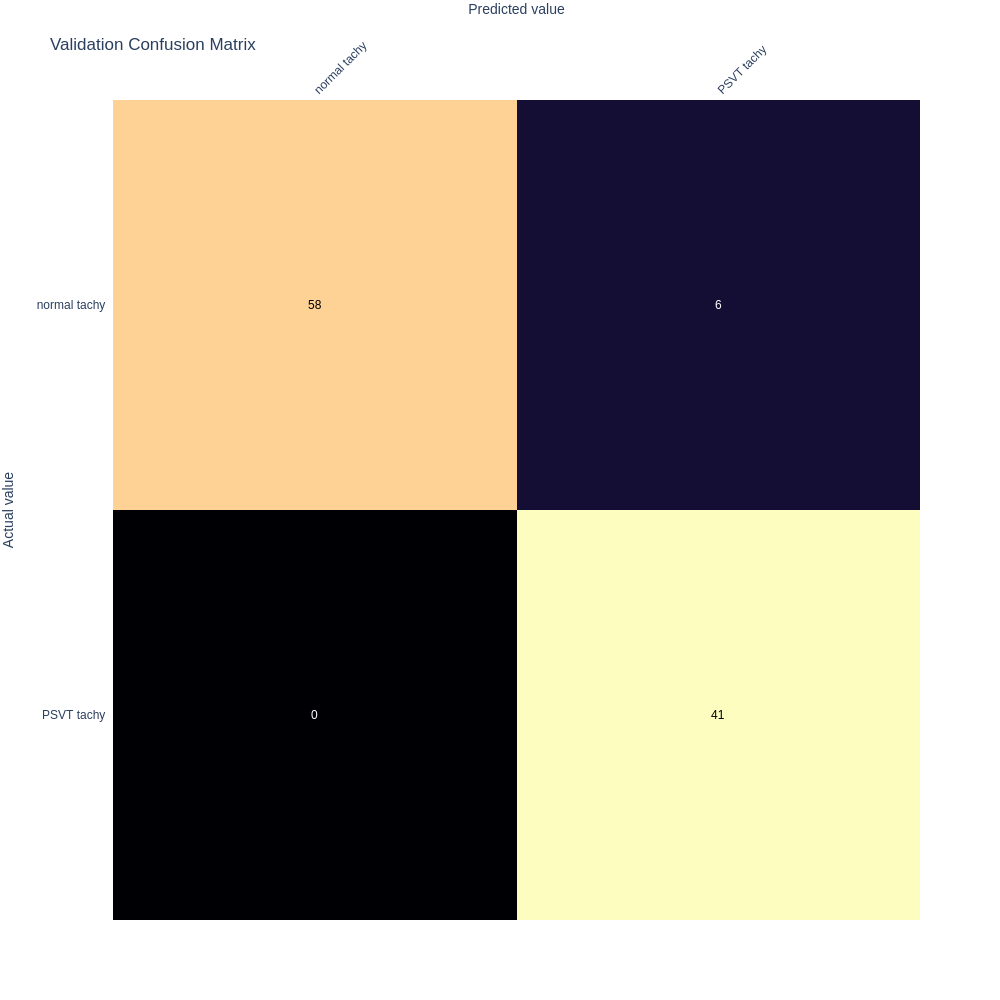 Predicted value
Validation Confusion Matrix
normal tachy
PSVT tachy
normal tachy
58
6
Actual value
PSVT tachy
0
41